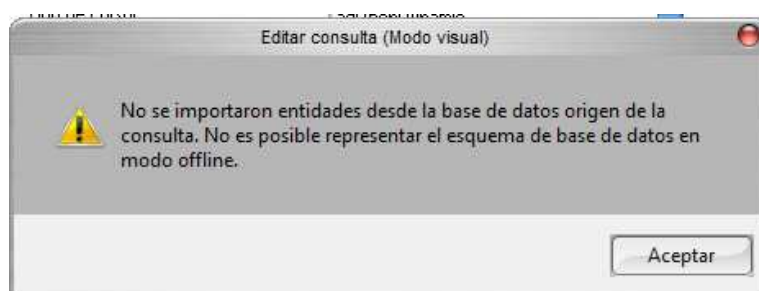 Editar consulta (Modo visual)
No se importaron entidades desde la base de datos origen de la
consulta. No es posible representar el esquema de base de datos en
modo offline.
Aceptar